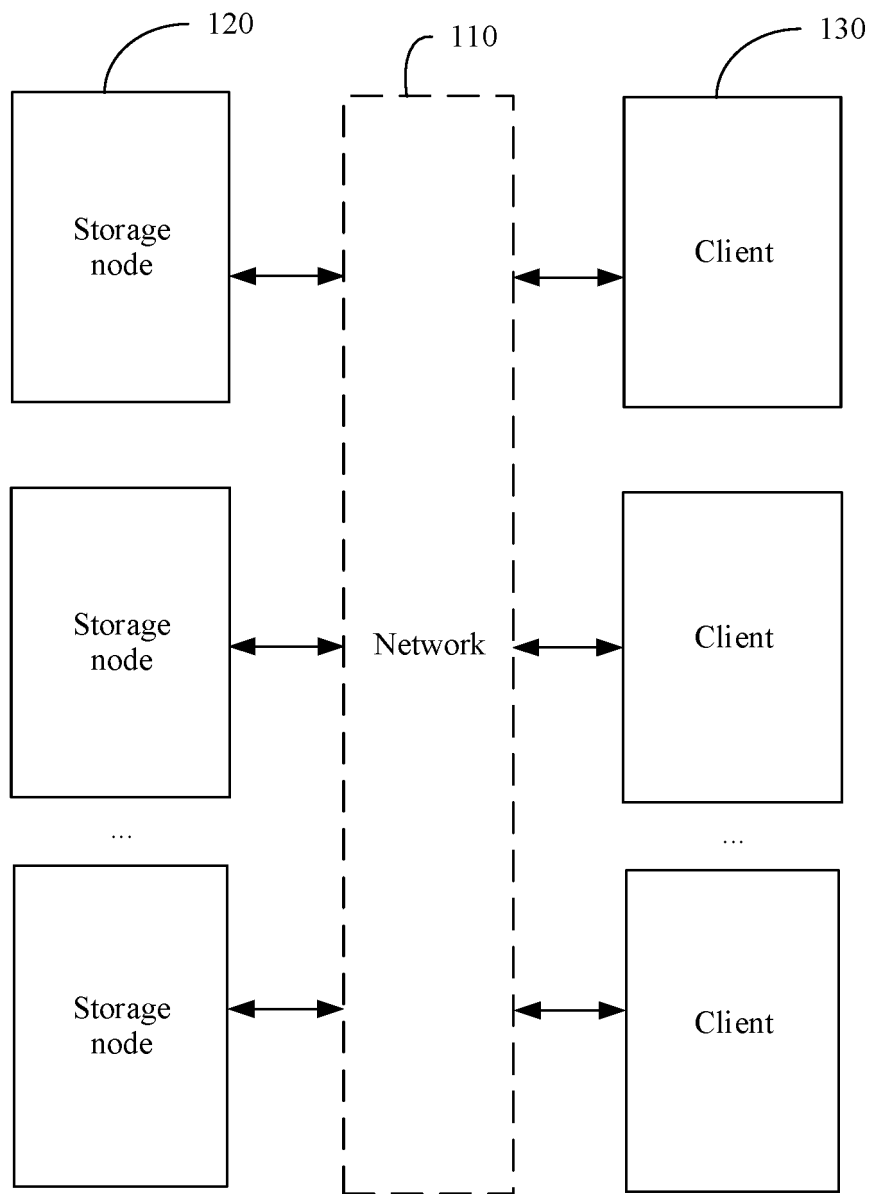 120
110
130
Storage
node
Client
Storage
node
Network
Client
...
...
Storage
node
Client